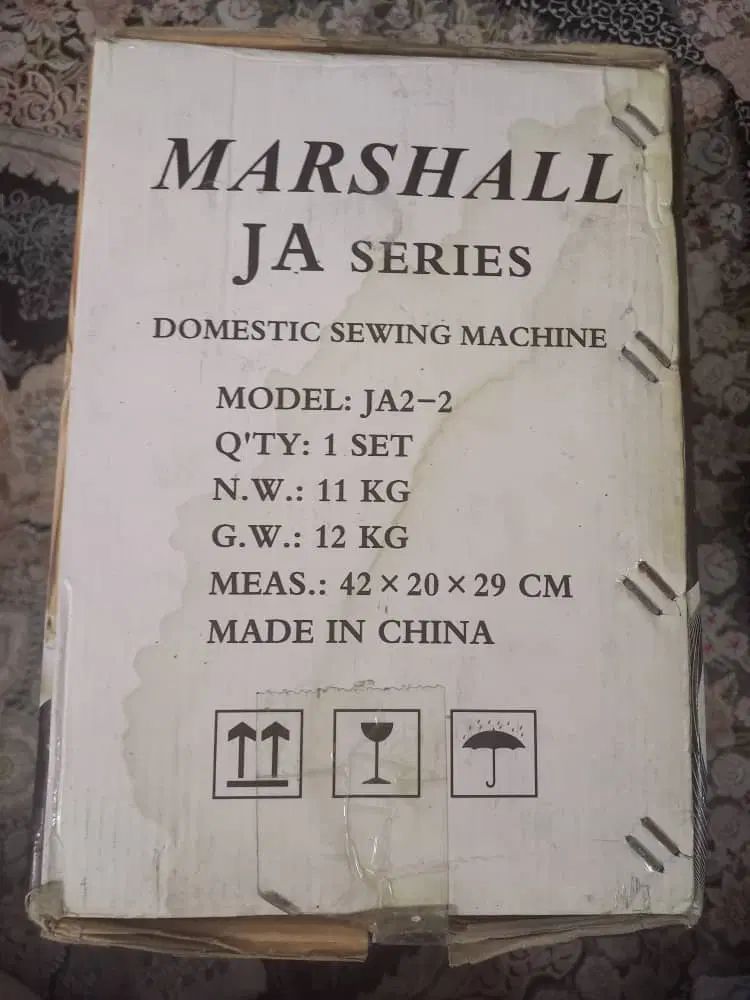 MARSHALL
JA SERIES
DOMESTIC SEWING MACHINE
MODEL: JA2-2
Q'TY: 1 SET
N.W.: 11 KG
G.W.: 12 KG
MEAS.: 42×20×29 CM
MADE IN CHINA